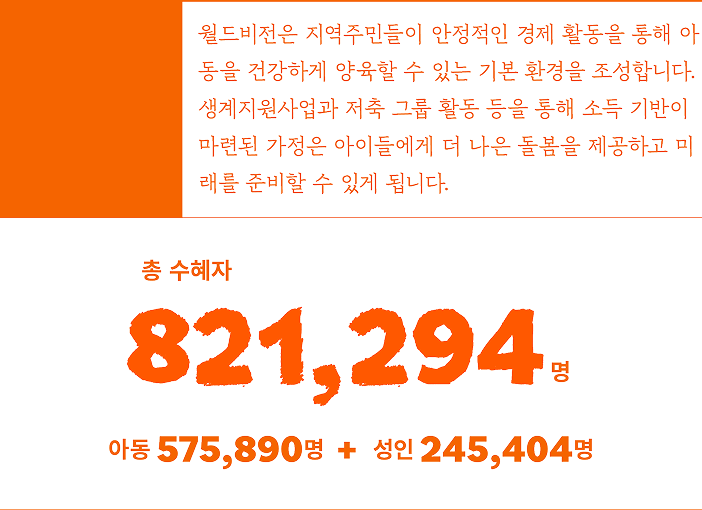 월드비전은 지역주민들이 안정적인 경제 활동을 통해 아
동을 건강하게 양육할 수 있는 기본 환경을 조성합니다.
생계지원사업과 저축 그룹 활동 등을 통해 소득 기반이
마련된 가정은 아이들에게 더 나은 돌봄을 제공하고 미
래를 준비할 수 있게 됩니다.
총 수혜자
821,294명
아동 575,890명 + 성인 245,404명